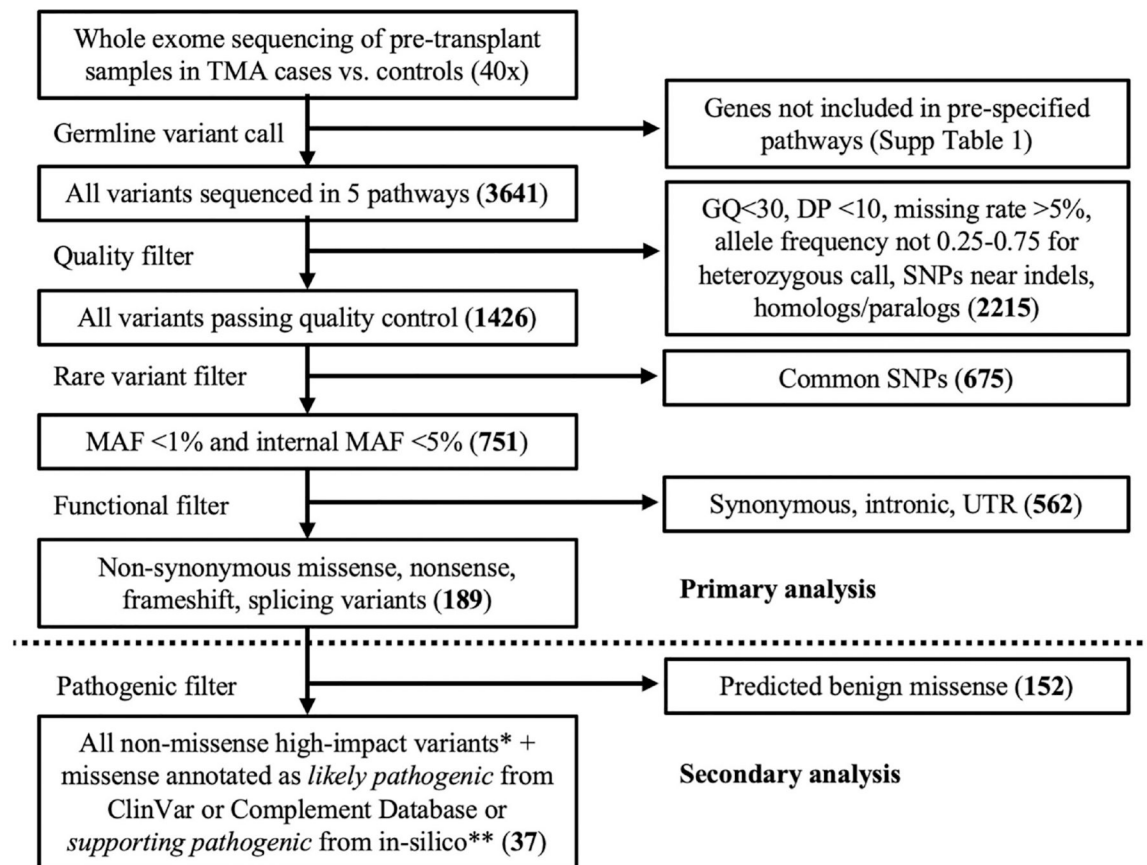 Whole exome sequencing of pre-transplant
samples in TMA cases vs. controls (40x)
Germline variant call
Genes not included in pre-specified
pathways (Supp Table 1)
All variants sequenced in 5 pathways (3641)
Quality filter
GQ<30, DP <10, missing rate >5%,
allele frequency not 0.25-0.75 for
heterozygous call, SNPs near indels,
homologs/paralogs (2215)
All variants passing quality control (1426)
Rare variant filter
Common SNPs (675)
MAF <1% and internal MAF <5% (751)
Functional filter
Synonymous, intronic, UTR (562)
Non-synonymous missense, nonsense,
frameshift, splicing variants (189)
Primary analysis
Pathogenic filter
Predicted benign missense (152)
All non-missense high-impact variants* +
missense annotated as likely pathogenic from
ClinVar or Complement Database or
supporting pathogenic from in-silico** (37)
Secondary analysis